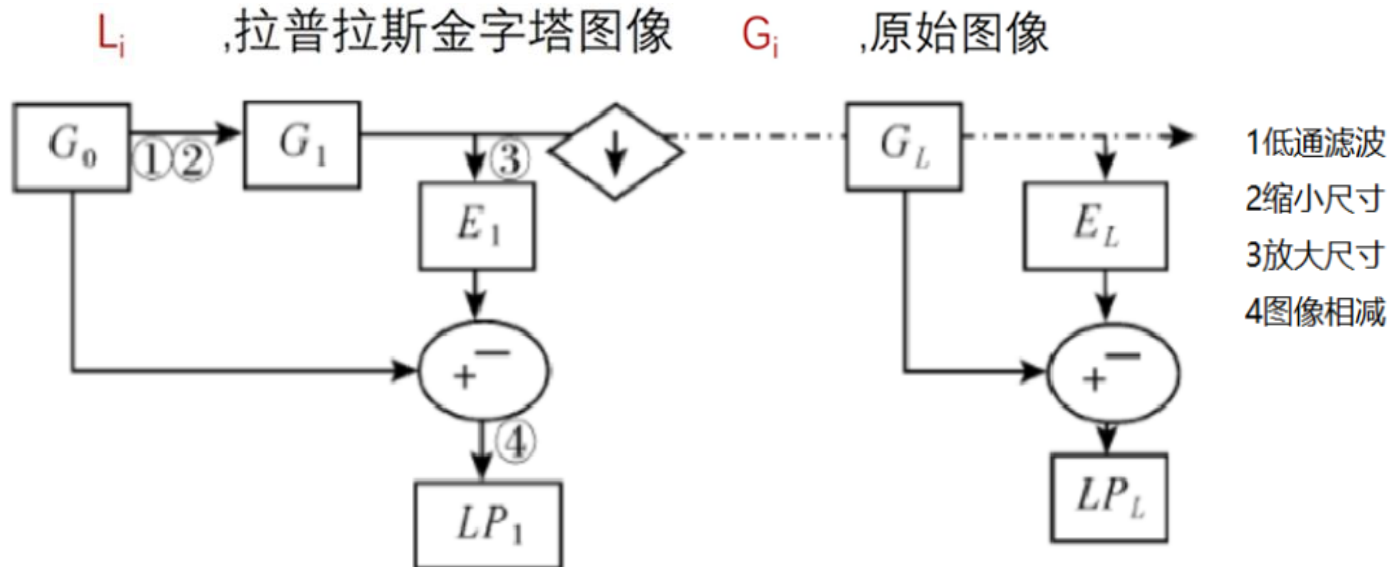 Li ,拉普拉斯金字塔图像 Gi ,原始图像
G0 ①② G1 ③ GL
1低通滤波
2缩小尺寸
E1 EL
3放大尺寸
4图像相减
+ − + −
④
LP1 LPL